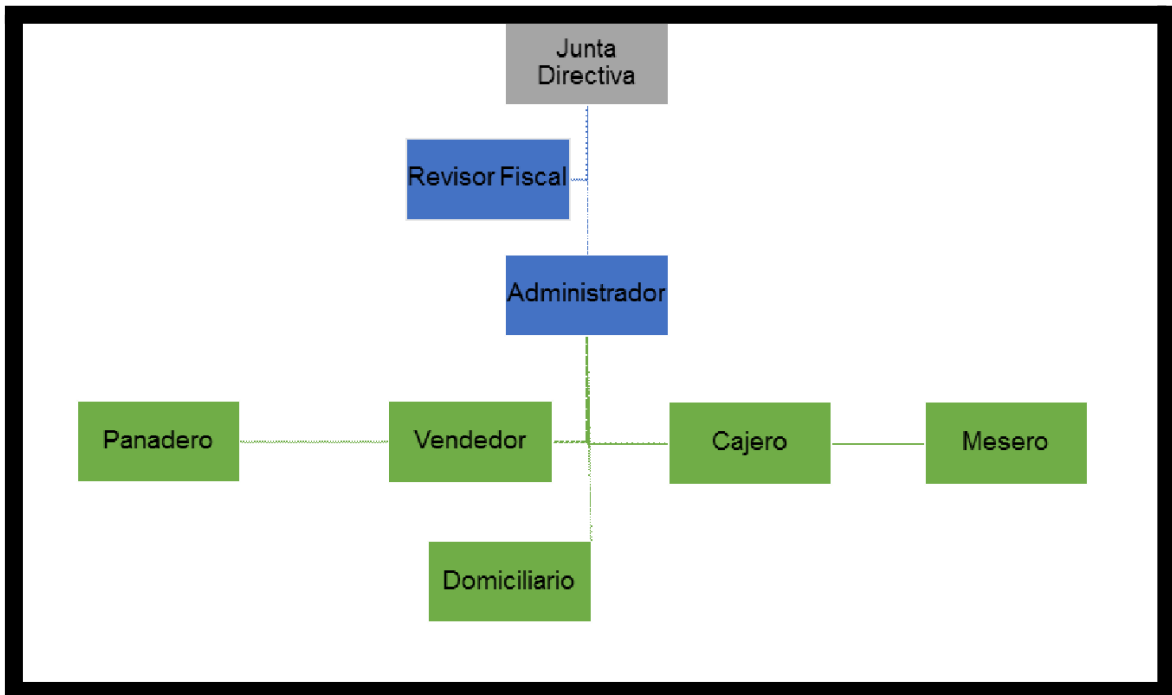 Junta
Directiva
Revisor Fiscal
Administrador
Panadero
Vendedor
Cajero
Mesero
Domiciliario